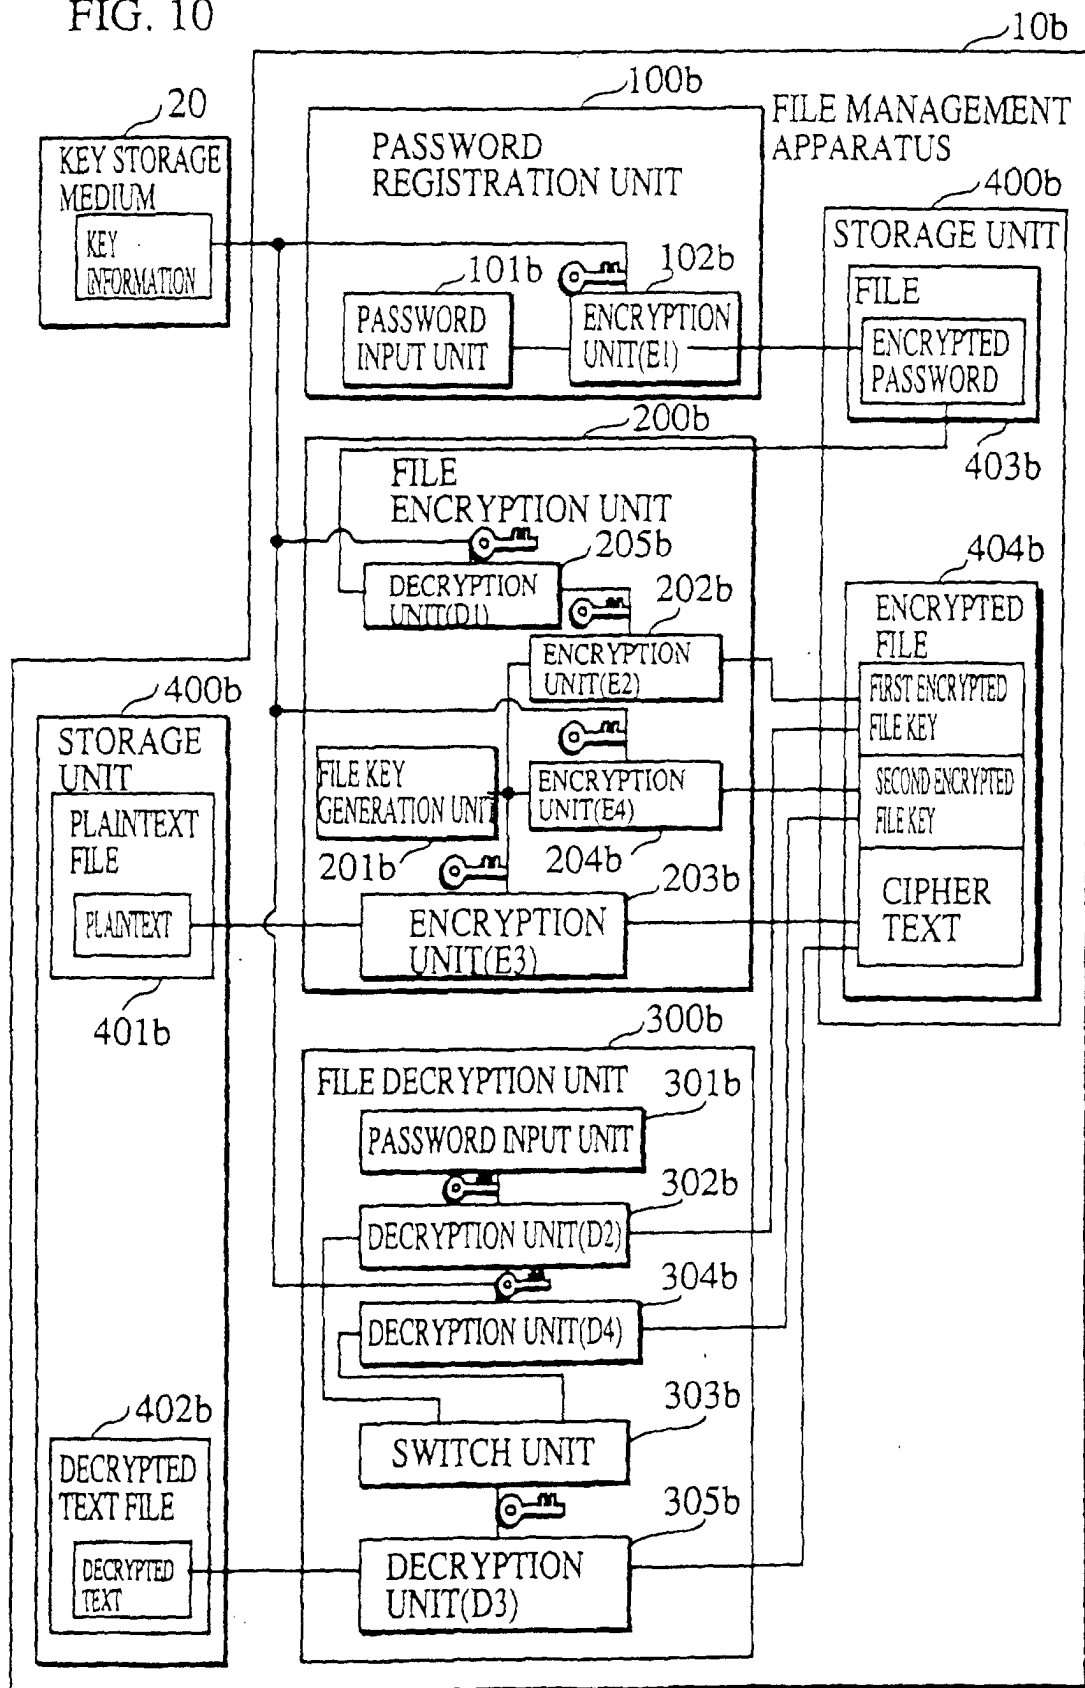 FIG. 10
10b
20
KEY STORAGE
MEDIUM
KEY
INFORMATION
100b
PASSWORD
REGISTRATION UNIT
101b
PASSWORD
INPUT UNIT
102b
ENCRYPTION
UNIT(E1)
FILE MANAGEMENT
APPARATUS
400b
STORAGE UNIT
FILE
ENCRYPTED
PASSWORD
403b
200b
FILE
ENCRYPTION UNIT
205b
DECRYPTION
UNIT(D1)
202b
ENCRYPTION
UNIT(E2)
FILE KEY
GENERATION UNIT
201b
ENCRYPTION
UNIT(E4)
204b
203b
ENCRYPTION
UNIT(E3)
404b
ENCRYPTED
FILE
FIRST ENCRYPTED
FILE KEY
SECOND ENCRYPTED
FILE KEY
CIPHER
TEXT
400b
STORAGE
UNIT
PLAINTEXT
FILE
PLAINTEXT
401b
300b
FILE DECRYPTION UNIT
301b
PASSWORD INPUT UNIT
302b
DECRYPTION UNIT(D2)
304b
DECRYPTION UNIT(D4)
303b
SWITCH UNIT
305b
DECRYPTION
UNIT(D3)
402b
DECRYPTED
TEXT FILE
DECRYPTED
TEXT